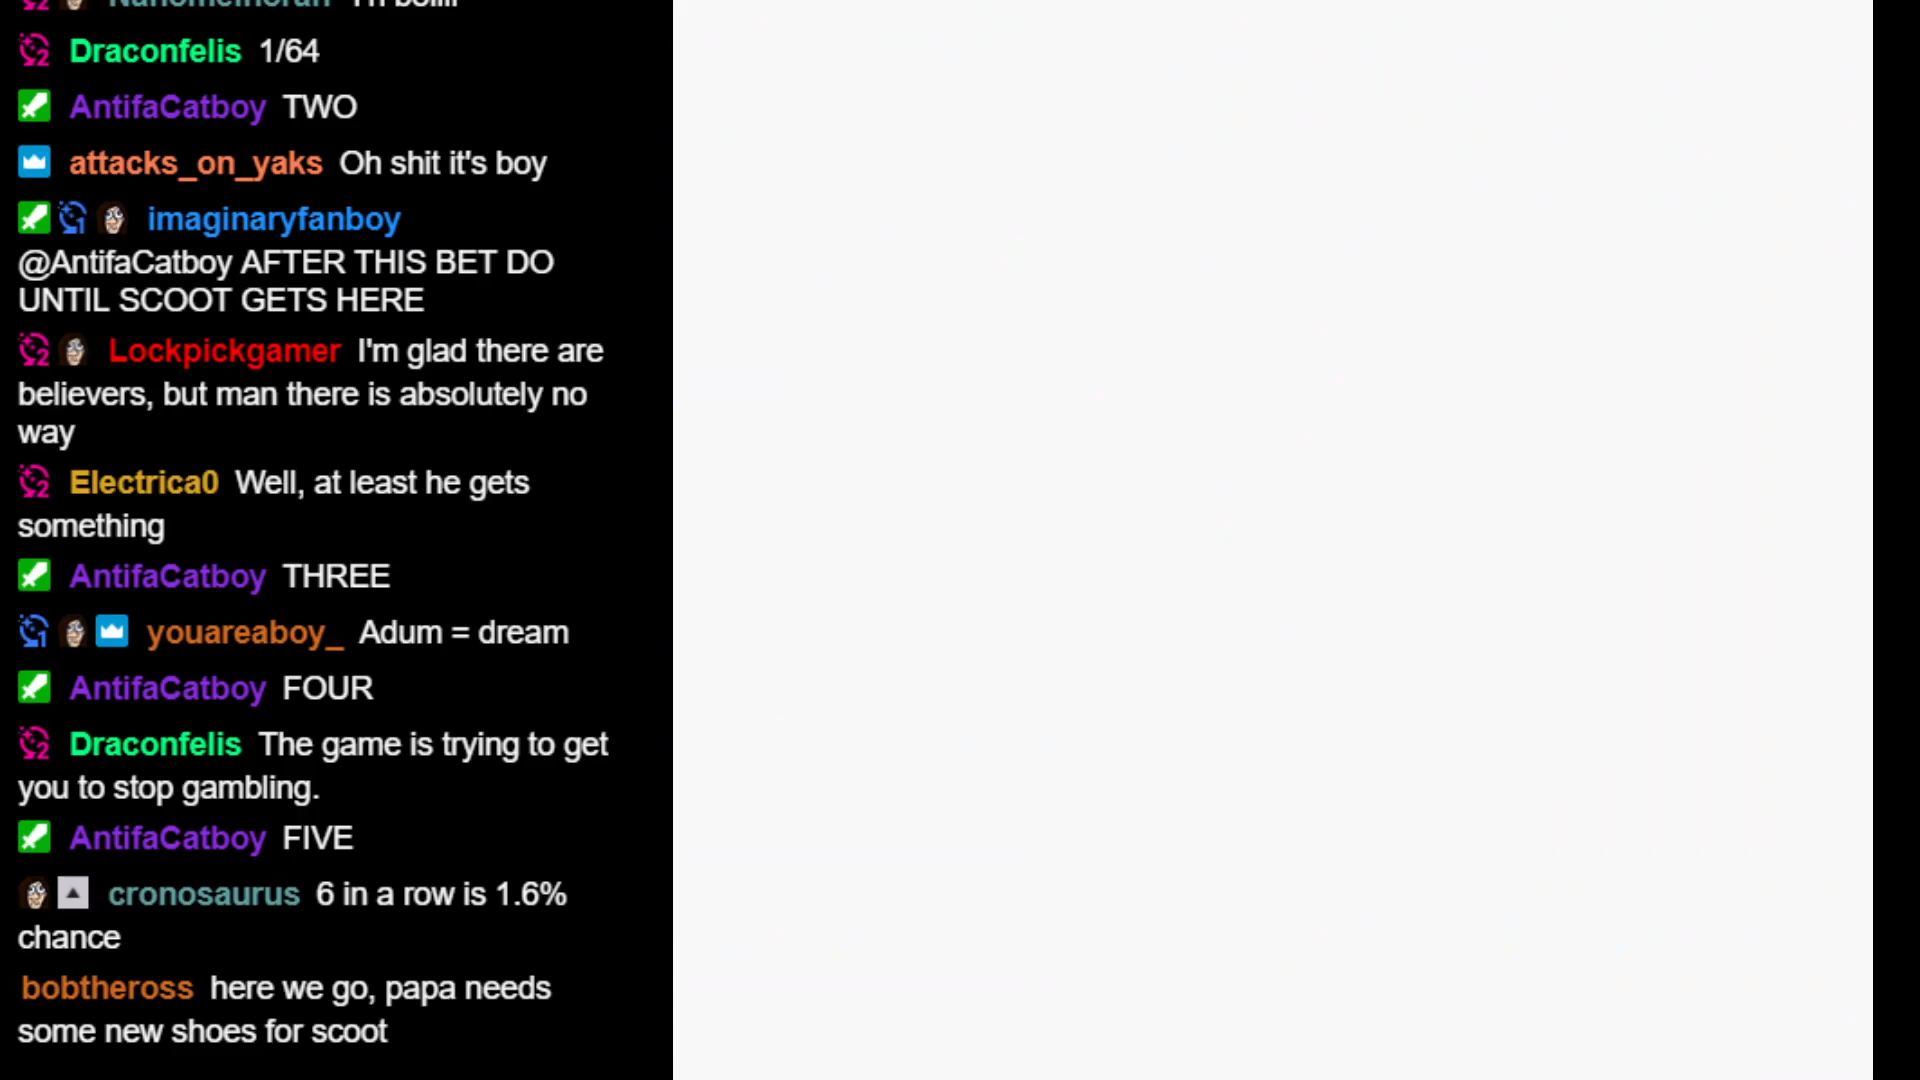 Draconfelis 1/64
AntifaCatboy TWO
attacks_on_yaks Oh shit it's boy
imaginaryfanboy
@AntifaCatboy AFTER THIS BET DO
UNTIL SCOOT GETS HERE
Lockpickgamer I'm glad there are
believers, but man there is absolutely no
way
Electrica0 Well, at least he gets
something
AntifaCatboy THREE
youareaboy_ Adum = dream
AntifaCatboy FOUR
Draconfelis The game is trying to get
you to stop gambling.
AntifaCatboy FIVE
cronosaurus 6 in a row is 1.6%
chance
bobtheross here we go, papa needs
some new shoes for scoot